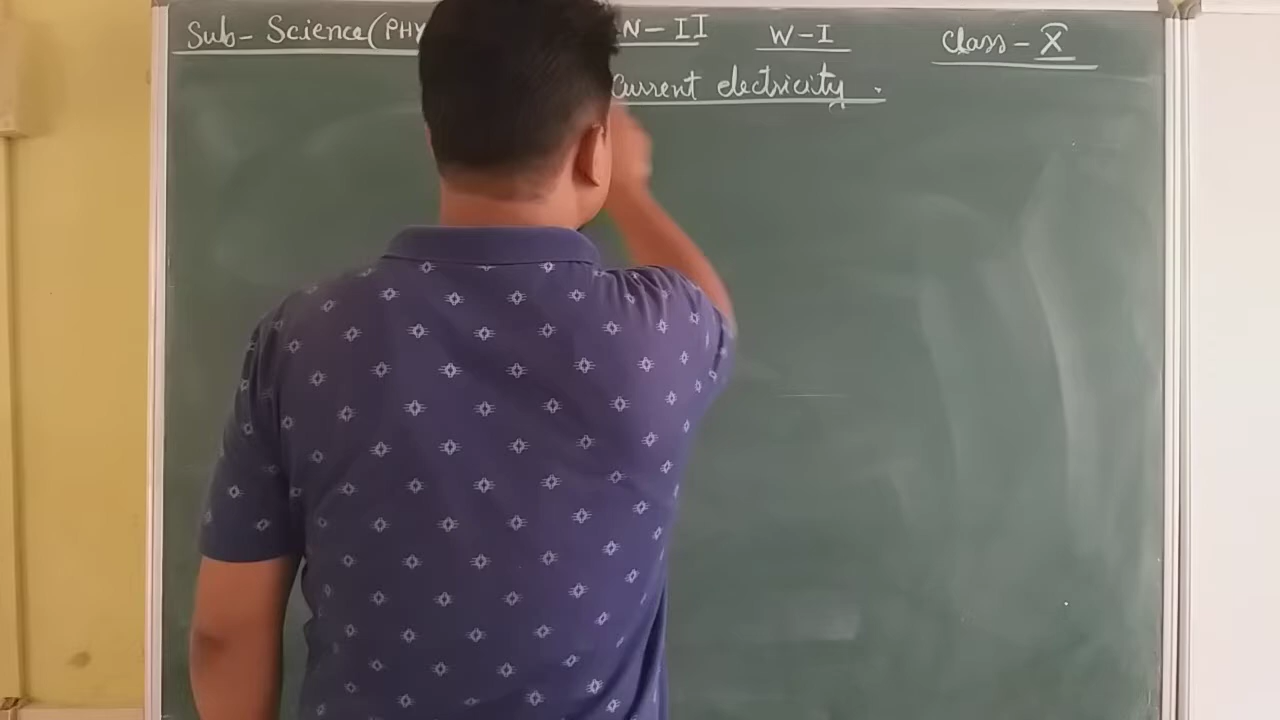 Sub- Science (PHY N-II W-I Class-X
Current electricity .